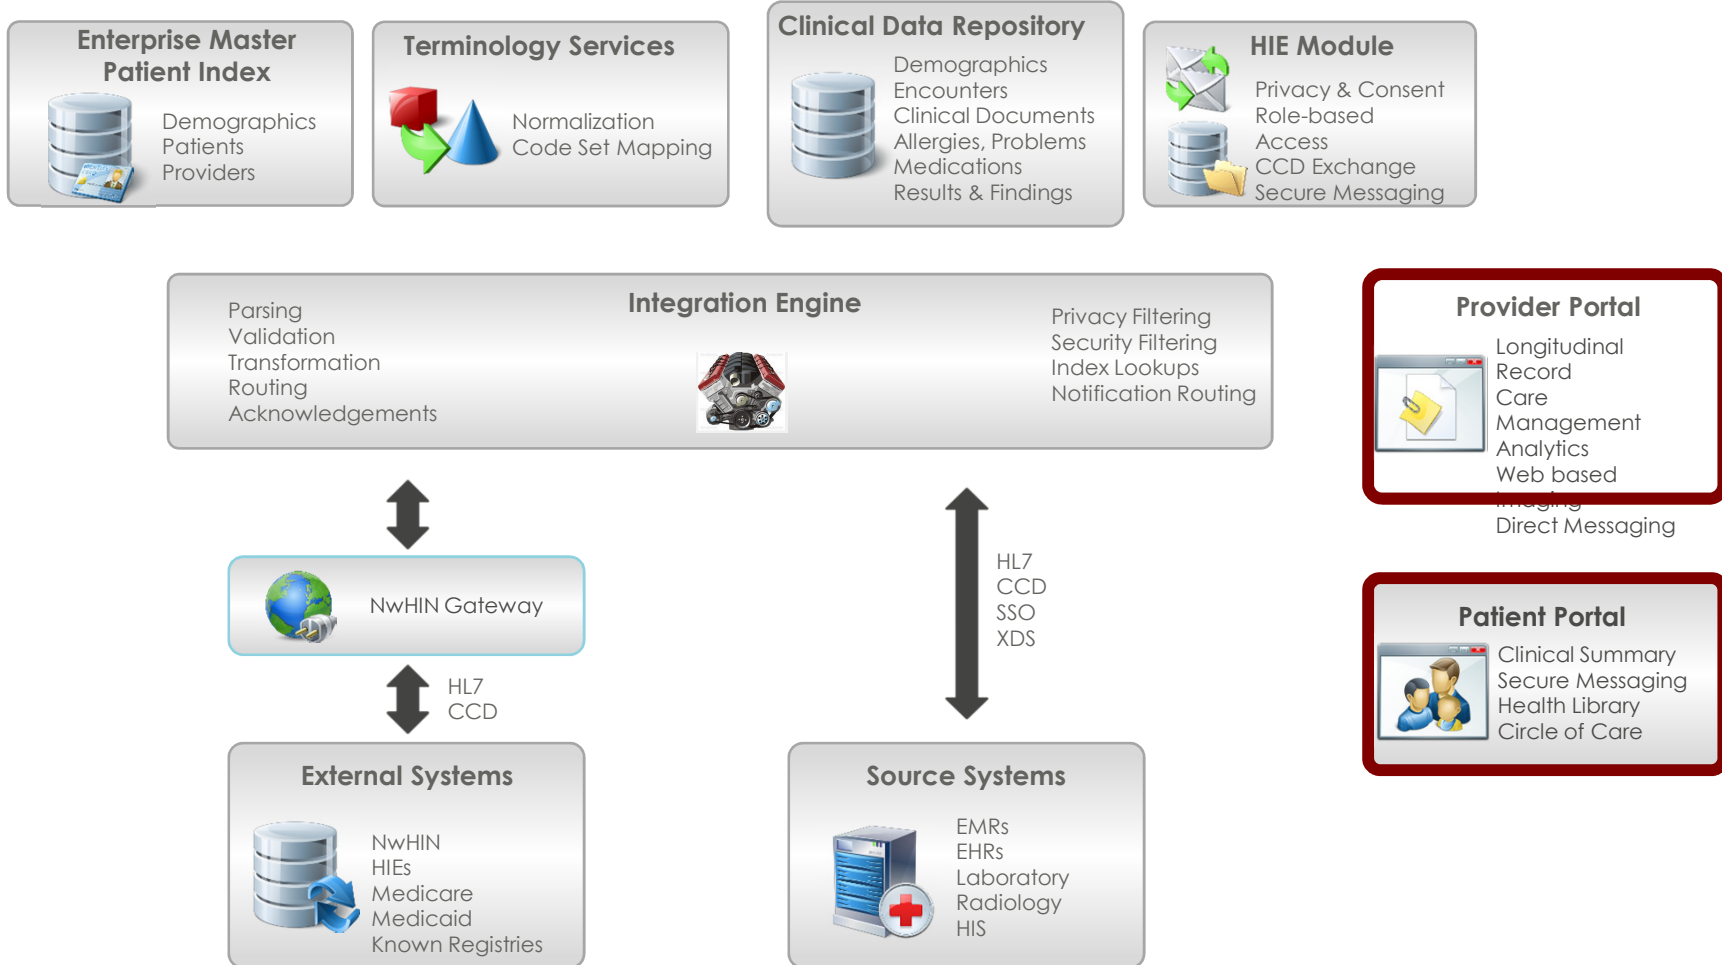 Enterprise Master
Patient Index
Demographics
Patients
Providers
Terminology Services
Normalization
Code Set Mapping
Clinical Data Repository
Demographics
Encounters
Clinical Documents
Allergies, Problems
Medications
Results & Findings
HIE Module
Privacy & Consent
Role-based
Access
CCD Exchange
Secure Messaging
Integration Engine
Parsing
Validation
Transformation
Routing
Acknowledgements
Privacy Filtering
Security Filtering
Index Lookups
Notification Routing
Provider Portal
Longitudinal
Record
Care
Management
Analytics
Web based
Imaging
Direct Messaging
NwHIN Gateway
HL7
CCD
HL7
CCD
SSO
XDS
Patient Portal
Clinical Summary
Secure Messaging
Health Library
Circle of Care
External Systems
NwHIN
HIEs
Medicare
Medicaid
Known Registries
Source Systems
EMRs
EHRs
Laboratory
Radiology
HIS